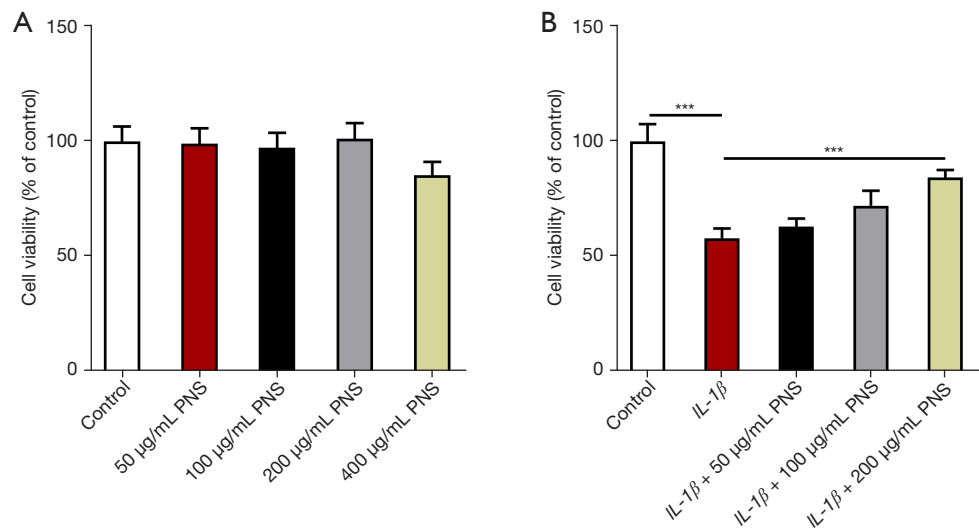 A
Cell viability (% of control)
150
100
50
0
Control
50 µg/mL PNS
100 µg/mL PNS
200 µg/mL PNS
400 µg/mL PNS
B
Cell viability (% of control)
150
100
50
0
***
***
Control
IL-1β
IL-1β + 50 µg/mL PNS
IL-1β + 100 µg/mL PNS
IL-1β + 200 µg/mL PNS